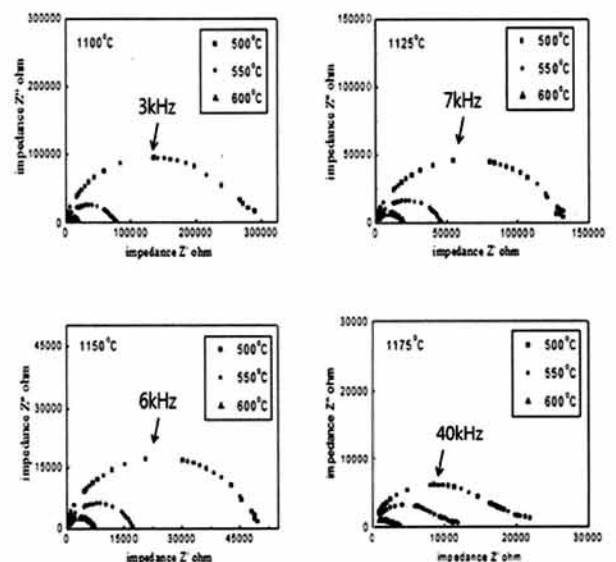 1100°C
500°C
550°C
600°C
3kHz
300000
200000
100000
0
0
100000
200000
300000
impedance Z'' ohm
impedance Z' ohm
1125°C
500°C
550°C
600°C
7kHz
150000
100000
50000
0
0
50000
100000
150000
impedance Z'' ohm
impedance Z' ohm
1150°C
500°C
550°C
600°C
6kHz
45000
30000
15000
0
0
15000
30000
45000
impedance Z'' ohm
impedance Z' ohm
1175°C
500°C
550°C
600°C
40kHz
30000
20000
10000
0
0
10000
20000
30000
impedance Z'' ohm
impedance Z' ohm